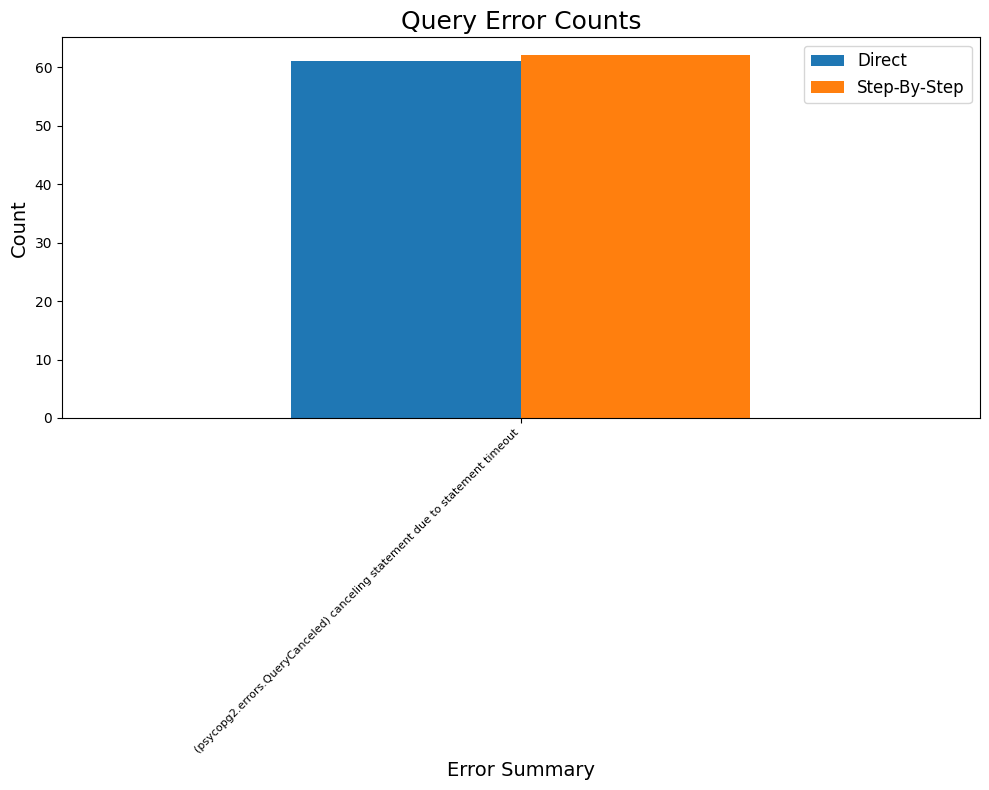 Query Error Counts
Direct
Step-By-Step
60
50
40
30
20
10
0
Count
(psycopg2.errors.QueryCanceled) canceling statement due to statement timeout
Error Summary